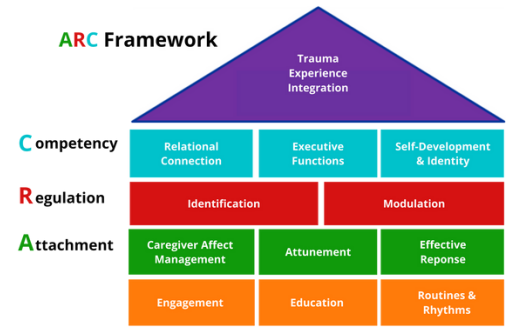 ARC Framework
Trauma
Experience
Integration
Competency
Relational
Connection
Executive
Functions
Self-Development
& Identity
Regulation
Identification
Modulation
Attachment
Caregiver Affect
Management
Attunement
Effective
Reponse
Engagement
Education
Routines &
Rhythms